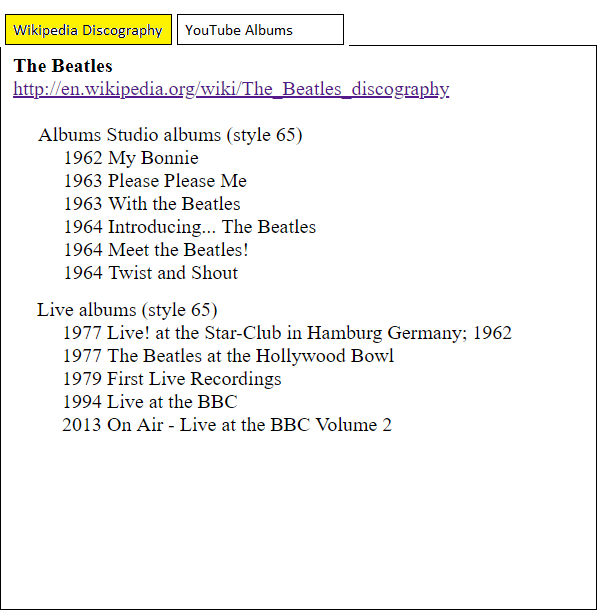 Wikipedia Discography
YouTube Albums
The Beatles
http://en.wikipedia.org/wiki/The_Beatles_discography
Albums Studio albums (style 65)
1962 My Bonnie
1963 Please Please Me
1963 With the Beatles
1964 Introducing... The Beatles
1964 Meet the Beatles!
1964 Twist and Shout
Live albums (style 65)
1977 Live! at the Star-Club in Hamburg Germany; 1962
1977 The Beatles at the Hollywood Bowl
1979 First Live Recordings
1994 Live at the BBC
2013 On Air - Live at the BBC Volume 2